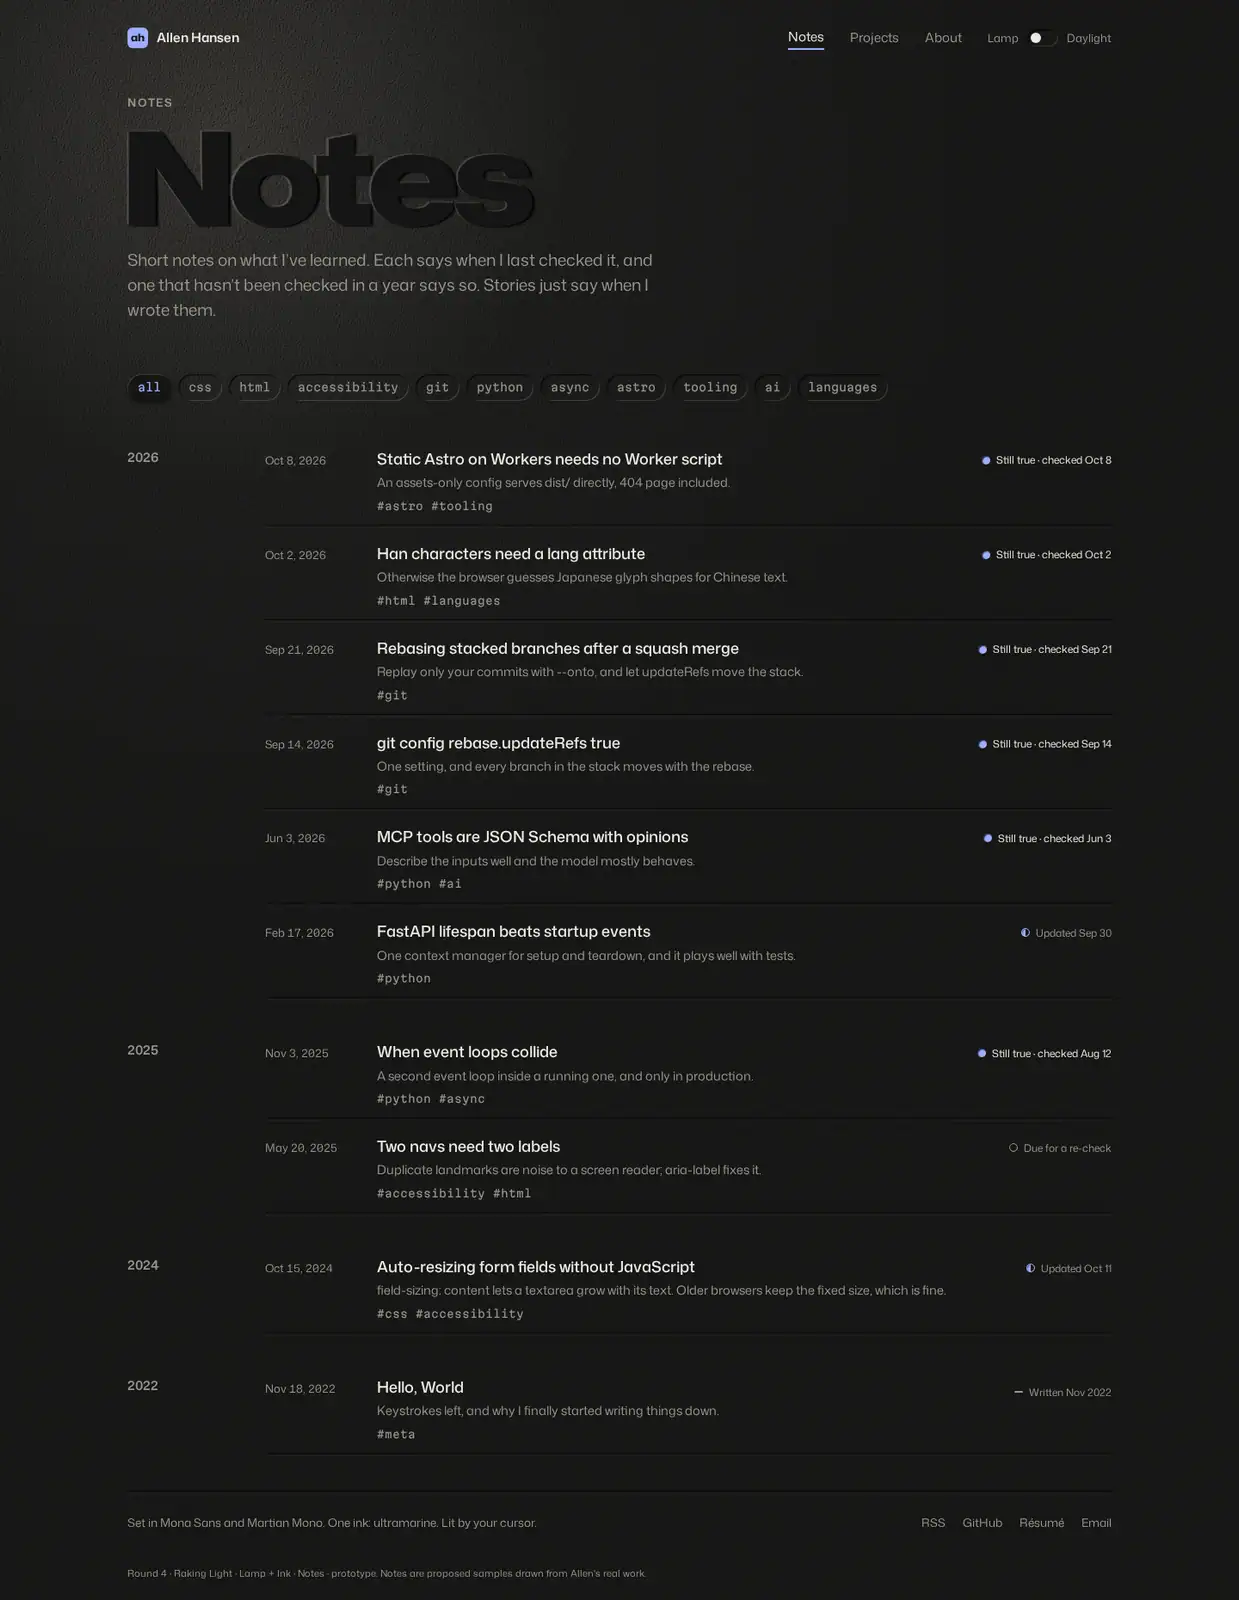 ah Allen Hansen
Notes Projects About Lamp Daylight
NOTES
Notes
Short notes on what I've learned. Each says when I last checked it, and
one that hasn't been checked in a year says so. Stories just say when I
wrote them.
all css html accessibility git python async astro tooling ai languages
2026
Oct 8, 2026
Static Astro on Workers needs no Worker script
Still true · checked Oct 8
An assets-only config serves dist/ directly, 404 page included.
#astro #tooling
Oct 2, 2026
Han characters need a lang attribute
Still true · checked Oct 2
Otherwise the browser guesses Japanese glyph shapes for Chinese text.
#html #languages
Sep 21, 2026
Rebasing stacked branches after a squash merge
Still true · checked Sep 21
Replay only your commits with --onto, and let updateRefs move the stack.
#git
Sep 14, 2026
git config rebase.updateRefs true
Still true · checked Sep 14
One setting, and every branch in the stack moves with the rebase.
#git
Jun 3, 2026
MCP tools are JSON Schema with opinions
Still true · checked Jun 3
Describe the inputs well and the model mostly behaves.
#python #ai
Feb 17, 2026
FastAPI lifespan beats startup events
Updated Sep 30
One context manager for setup and teardown, and it plays well with tests.
#python
2025
Nov 3, 2025
When event loops collide
Still true · checked Aug 12
A second event loop inside a running one, and only in production.
#python #async
May 20, 2025
Two navs need two labels
Due for a re-check
Duplicate landmarks are noise to a screen reader; aria-label fixes it.
#accessibility #html
2024
Oct 15, 2024
Auto-resizing form fields without JavaScript
Updated Oct 11
field-sizing: content lets a textarea grow with its text. Older browsers keep the fixed size, which is fine.
#css #accessibility
2022
Nov 18, 2022
Hello, World
Written Nov 2022
Keystrokes left, and why I finally started writing things down.
#meta
Set in Mona Sans and Martian Mono. One ink: ultramarine. Lit by your cursor.
RSS GitHub Résumé Email
Round 4 · Raking Light · Lamp + Ink · Notes · prototype. Notes are proposed samples drawn from Allen's real work.